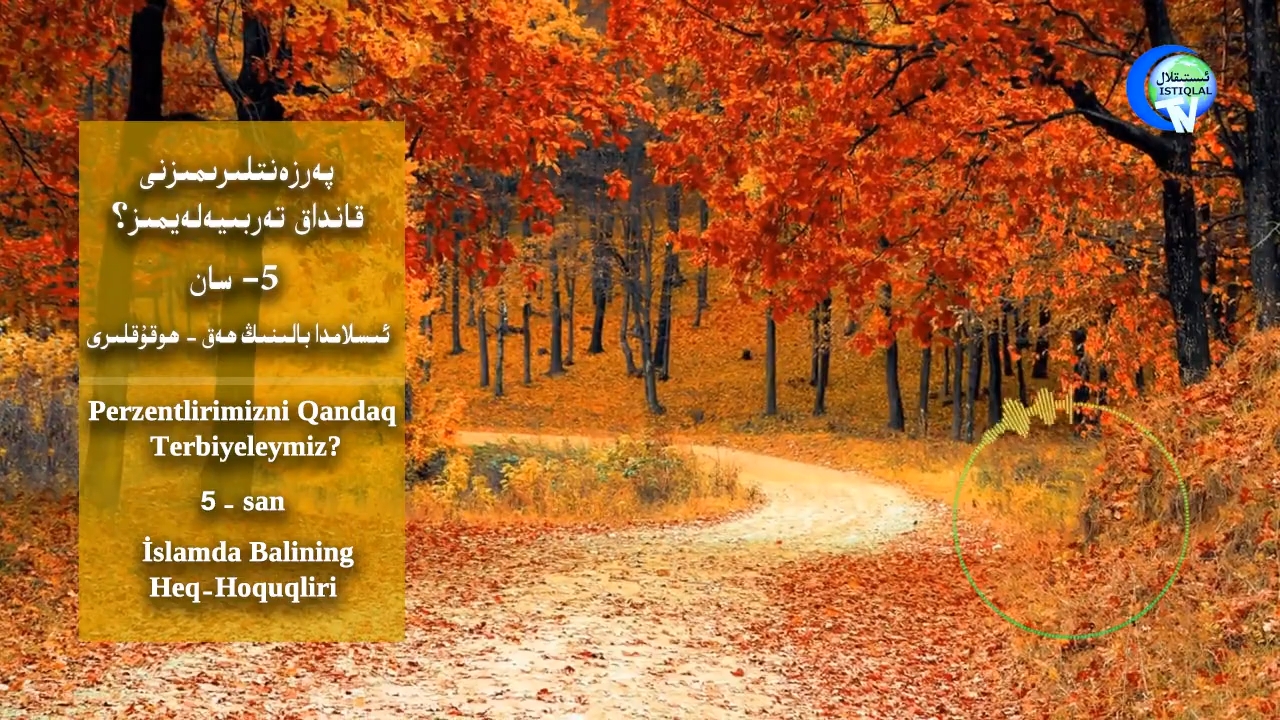 پەرزەنتلىرىمىزنى
قانداق تەربىيەلەيمىز؟
5- سان
ئىسلامدا بالىنىڭ ھەق - ھوقۇقلىرى
Perzentlirimizni Qandaq
Terbiyeleymiz?
5 - san
İslamda Balining
Heq-Hoquqliri
ئىستىقلال
ISTIQLAL
TV